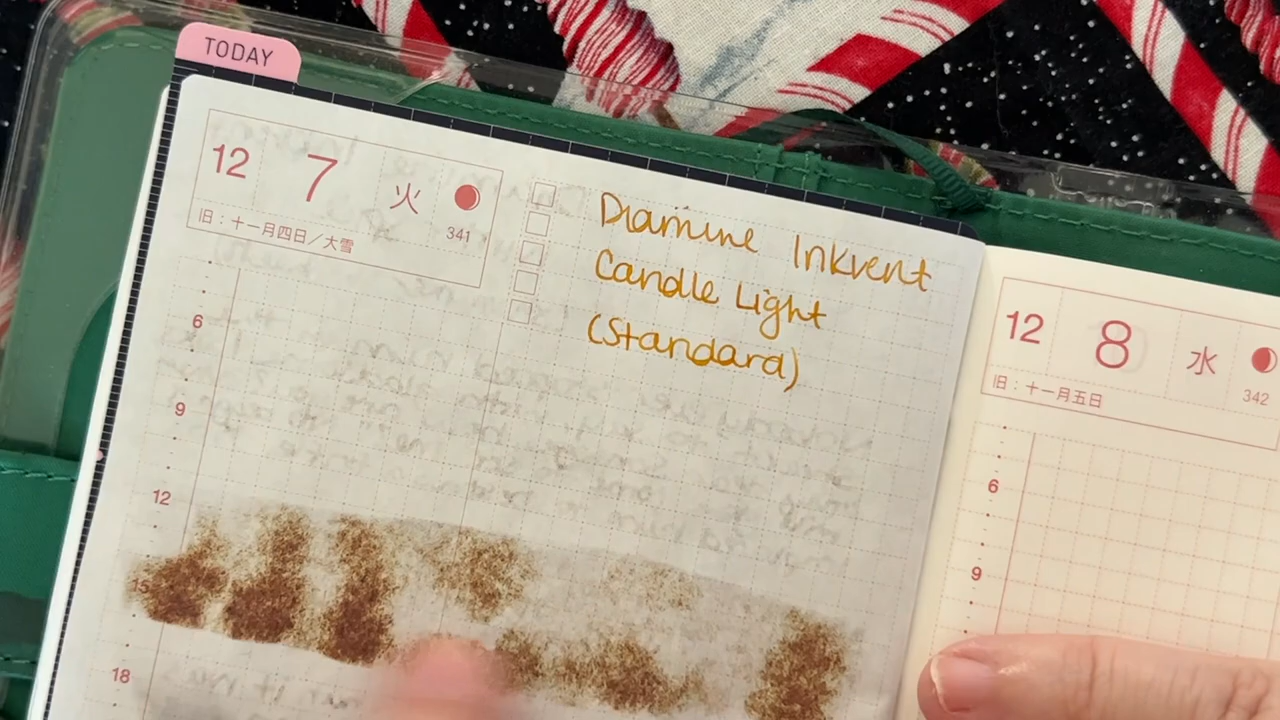 TODAY
12 7 火
341
旧：十一月四日／大雪
Diamine Inkvent
Candle Light
(Standard)
6
9
12
15
18
12 8 水
342
旧：十一月五日
6
9